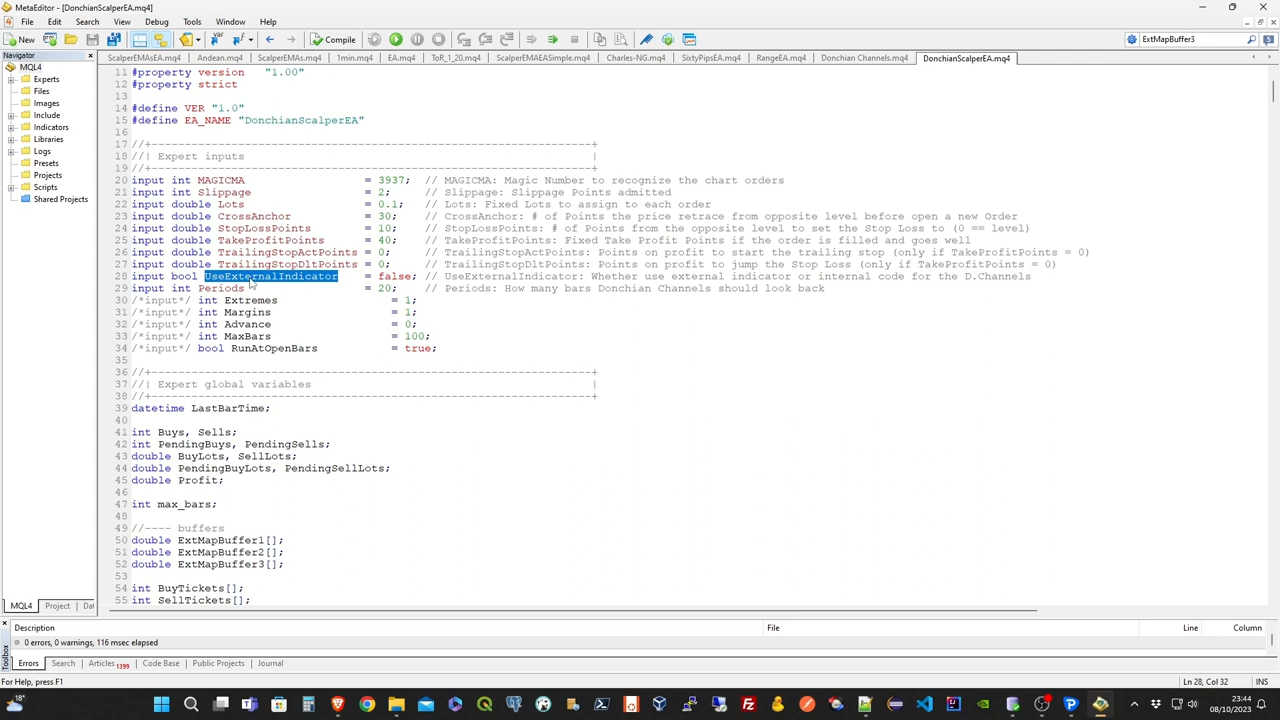 MetaEditor - [DonchianScalperEA.mq4]
File Edit Search View Debug Tools Window Help
New Compile ExtMapBuffer3
Navigator
ScalperEMAsEA.mq4 Andean.mq4 ScalperEMAs.mq4 1min.mq4 EA.mq4 ToR_1_20.mq4 ScalperEMAEASimple.mq4 Charles-NG.mq4 SixtyPipsEA.mq4 RangeEA.mq4 Donchian Channels.mq4 DonchianScalperEA.mq4
MQL4
Experts
Files
Images
Include
Indicators
Libraries
Logs
Presets
Projects
Scripts
Shared Projects
11 #property version "1.00"
12 #property strict
13
14 #define VER "1.0"
15 #define EA_NAME "DonchianScalperEA"
16
17 //+------------------------------------------------------------------+
18 //| Expert inputs |
19 //+------------------------------------------------------------------+
20 input int MAGICMA = 3937; // MAGICMA: Magic Number to recognize the chart orders
21 input int Slippage = 2; // Slippage: Slippage Points admitted
22 input double Lots = 0.1; // Lots: Fixed Lots to assign to each order
23 input double CrossAnchor = 30; // CrossAnchor: # of Points the price retrace from opposite level before open a new Order
24 input double StopLossPoints = 10; // StopLossPoints: # of Points from the opposite level to set the Stop Loss to (0 == level)
25 input double TakeProfitPoints = 40; // TakeProfitPoints: Fixed Take Profit Points if the order is filled and goes well
26 input double TrailingStopActPoints = 0; // TrailingStopActPoints: Points on profit to start the trailing stop (only if TakeProfitPoints = 0)
27 input double TrailingStopDltPoints = 0; // TrailingStopDltPoints: Points on profit to jump the Stop Loss (only if TakeProfitPoints = 0)
28 input bool UseExternalIndicator = false; // UseExternalIndicator: Whether use external indicator or internal code for the D.Channels
29 input int Periods = 20; // Periods: How many bars Donchian Channels should look back
30 /*input*/ int Extremes = 1;
31 /*input*/ int Margins = 1;
32 /*input*/ int Advance = 0;
33 /*input*/ int MaxBars = 100;
34 /*input*/ bool RunAtOpenBars = true;
35
36 //+------------------------------------------------------------------+
37 //| Expert global variables |
38 //+------------------------------------------------------------------+
39 datetime LastBarTime;
40
41 int Buys, Sells;
42 int PendingBuys, PendingSells;
43 double BuyLots, SellLots;
44 double PendingBuyLots, PendingSellLots;
45 double Profit;
46
47 int max_bars;
48
49 //---- buffers
50 double ExtMapBuffer1[];
51 double ExtMapBuffer2[];
52 double ExtMapBuffer3[];
53
54 int BuyTickets[];
55 int SellTickets[];
MQL4 Project Dat
Description File Line Column
0 errors, 0 warnings, 116 msec elapsed
Toolbox
Errors Search Articles 1399 Code Base Public Projects Journal
For Help, press F1 Ln 28, Col 32 INS
18° 23:44
08/10/2023